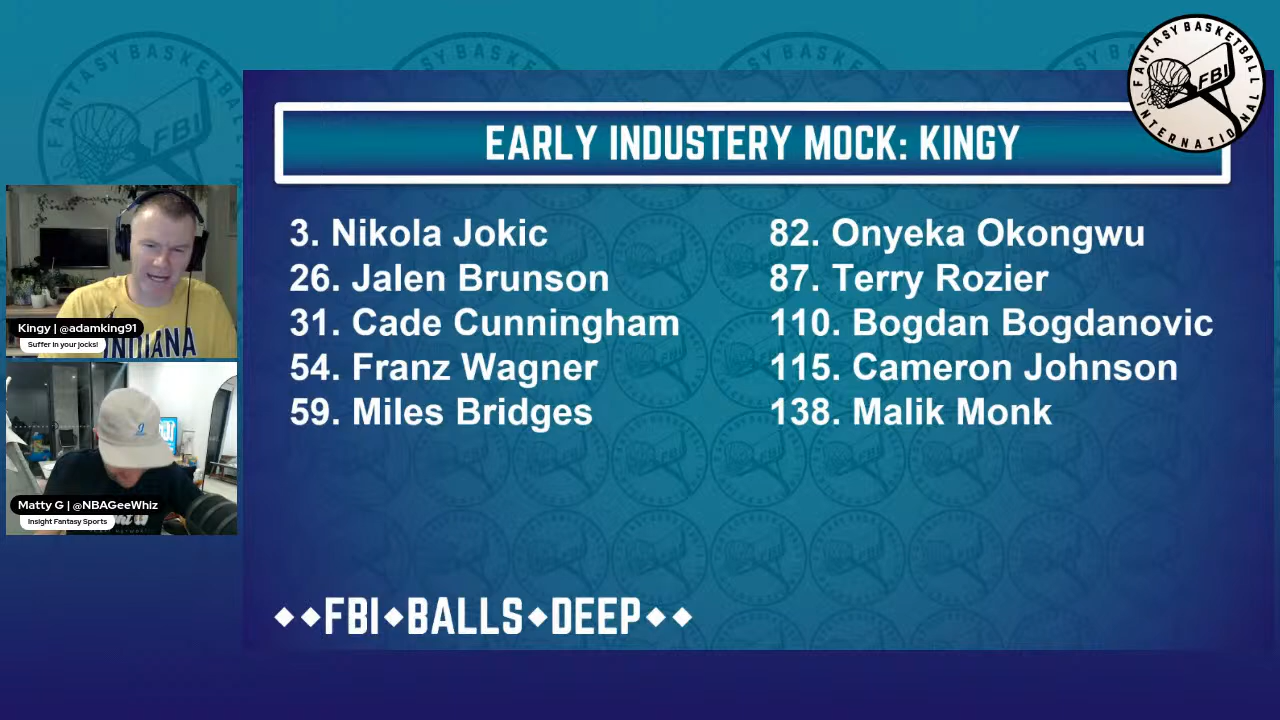 EARLY INDUSTERY MOCK: KINGY
FANTASY BASKETBALL
FBI
INTERNATIONAL
3. Nikola Jokic
26. Jalen Brunson
31. Cade Cunningham
54. Franz Wagner
59. Miles Bridges
82. Onyeka Okongwu
87. Terry Rozier
110. Bogdan Bogdanovic
115. Cameron Johnson
138. Malik Monk
INDIANA
Kingy | @adamking91
Suffer in your jocks!
Matty G | @NBAGeeWhiz
Insight Fantasy Sports
FBI BALLS DEEP